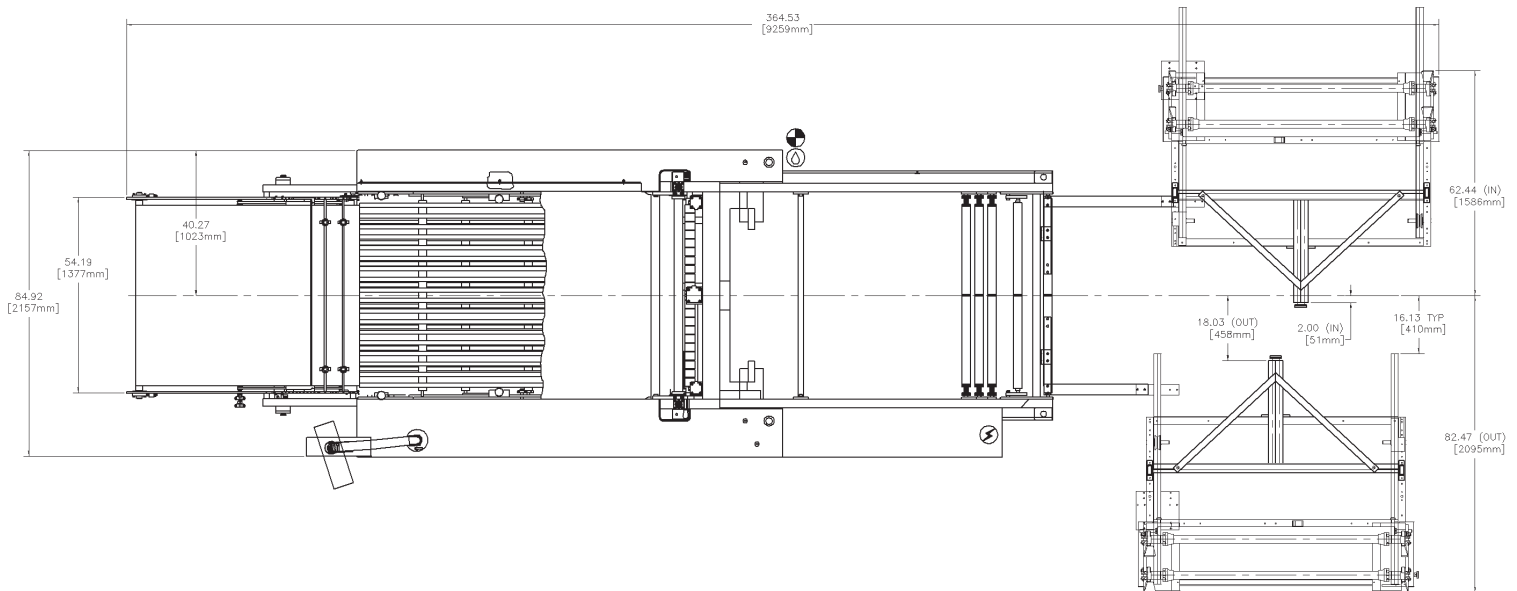 364.53
[9259mm]
40.27
[1023mm]
54.19
[1377mm]
84.92
[2157mm]
62.44 (IN)
[1586mm]
18.03 (OUT)
[458mm]
2.00 (IN)
[51mm]
16.13 TYP
[410mm]
82.47 (OUT)
[2095mm]